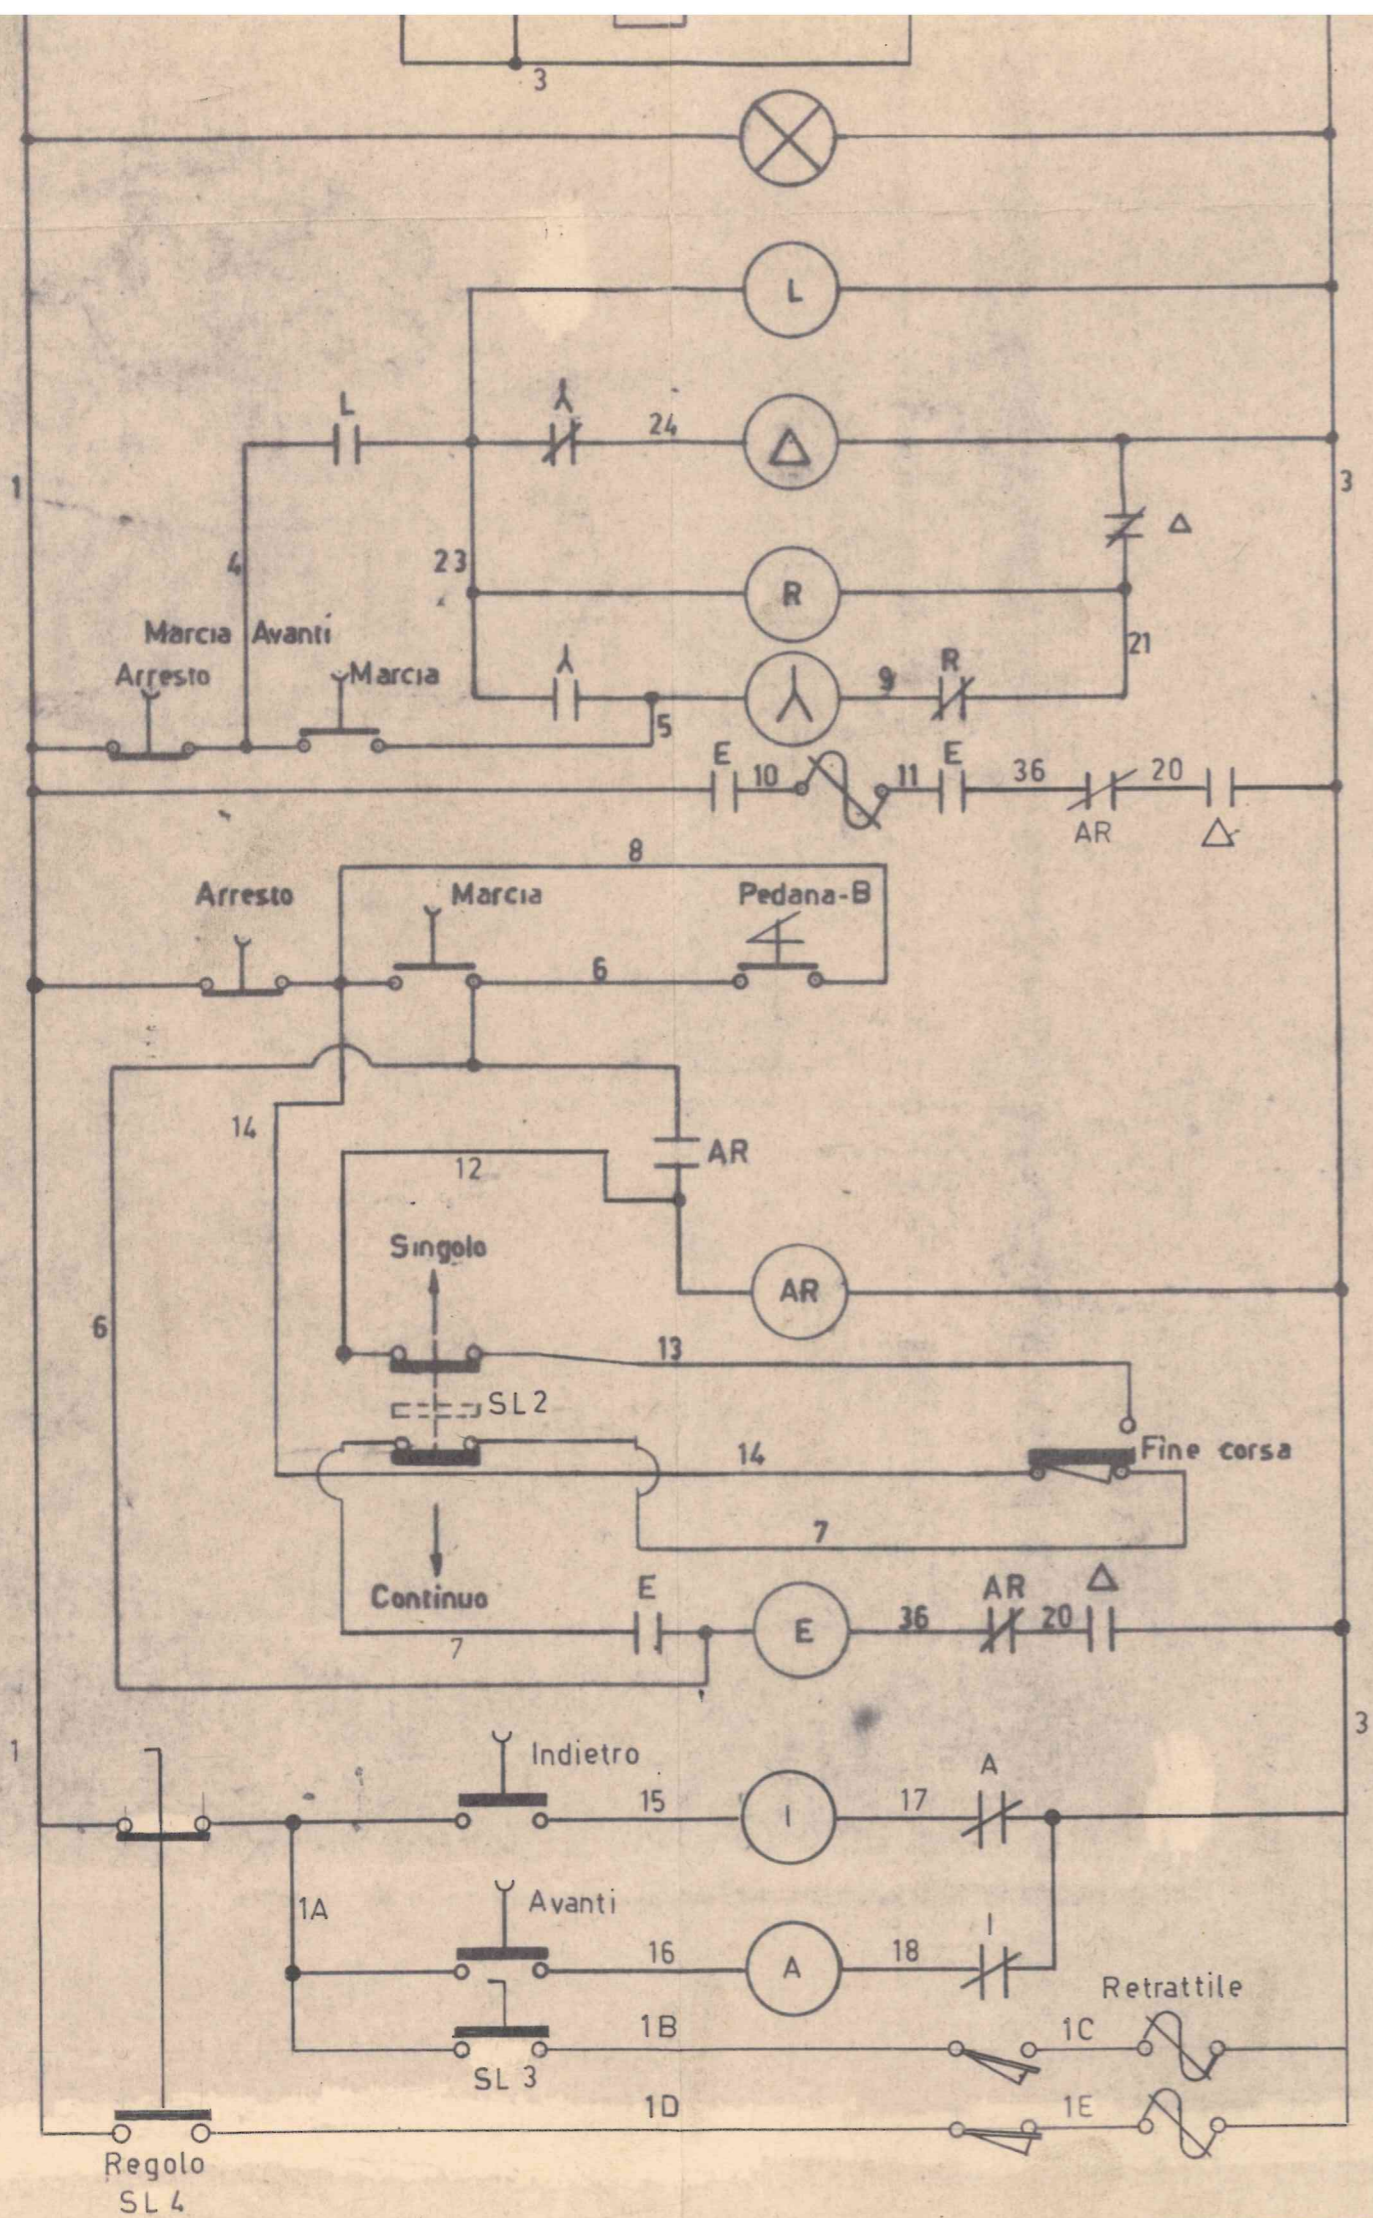 3
L
L
⅄
24
Δ
1
3
Δ
4
23
R
Marcia Avanti
21
Arresto
Marcia
⅄
⅄
9
R
5
E
10
11
E
36
20
AR
Δ
8
Arresto
Marcia
Pedana-B
6
14
12
AR
Singolo
AR
6
13
SL2
14
Fine corsa
7
Continuo
E
AR
Δ
7
E
36
20
1
3
Indietro
A
15
I
17
1A
Avanti
I
16
A
18
Retrattile
1B
1C
SL 3
1D
1E
Regolo
SL 4